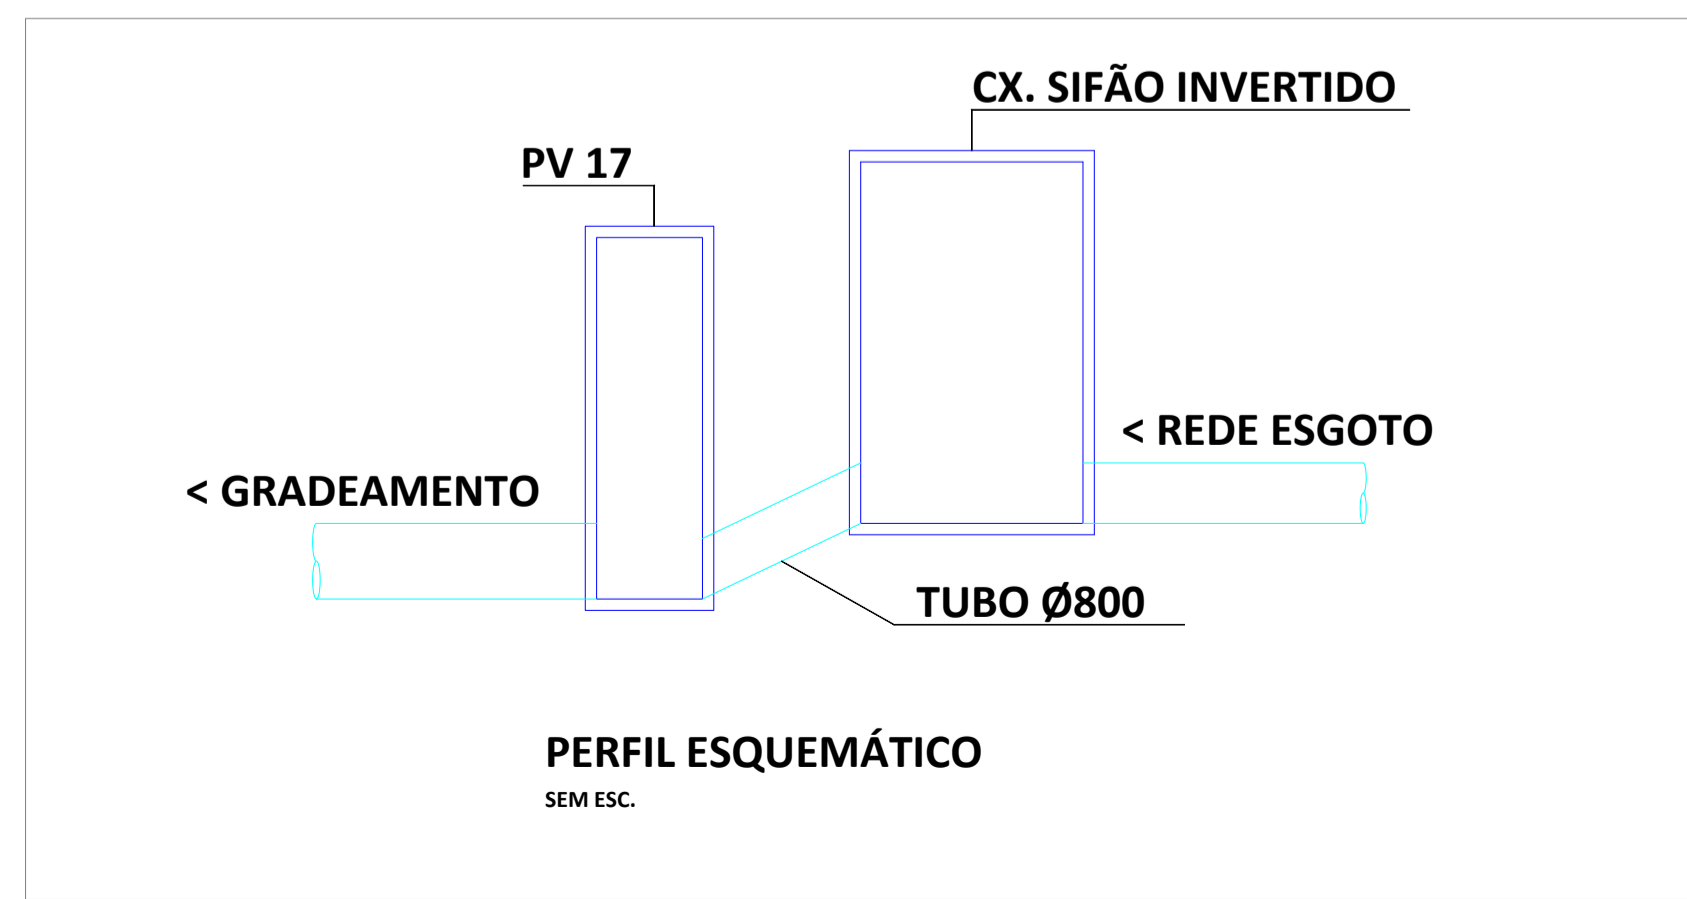 CX. SIFÃO INVERTIDO
PV 17
< REDE ESGOTO
< GRADEAMENTO
TUBO Ø800
PERFIL ESQUEMÁTICO
SEM ESC.